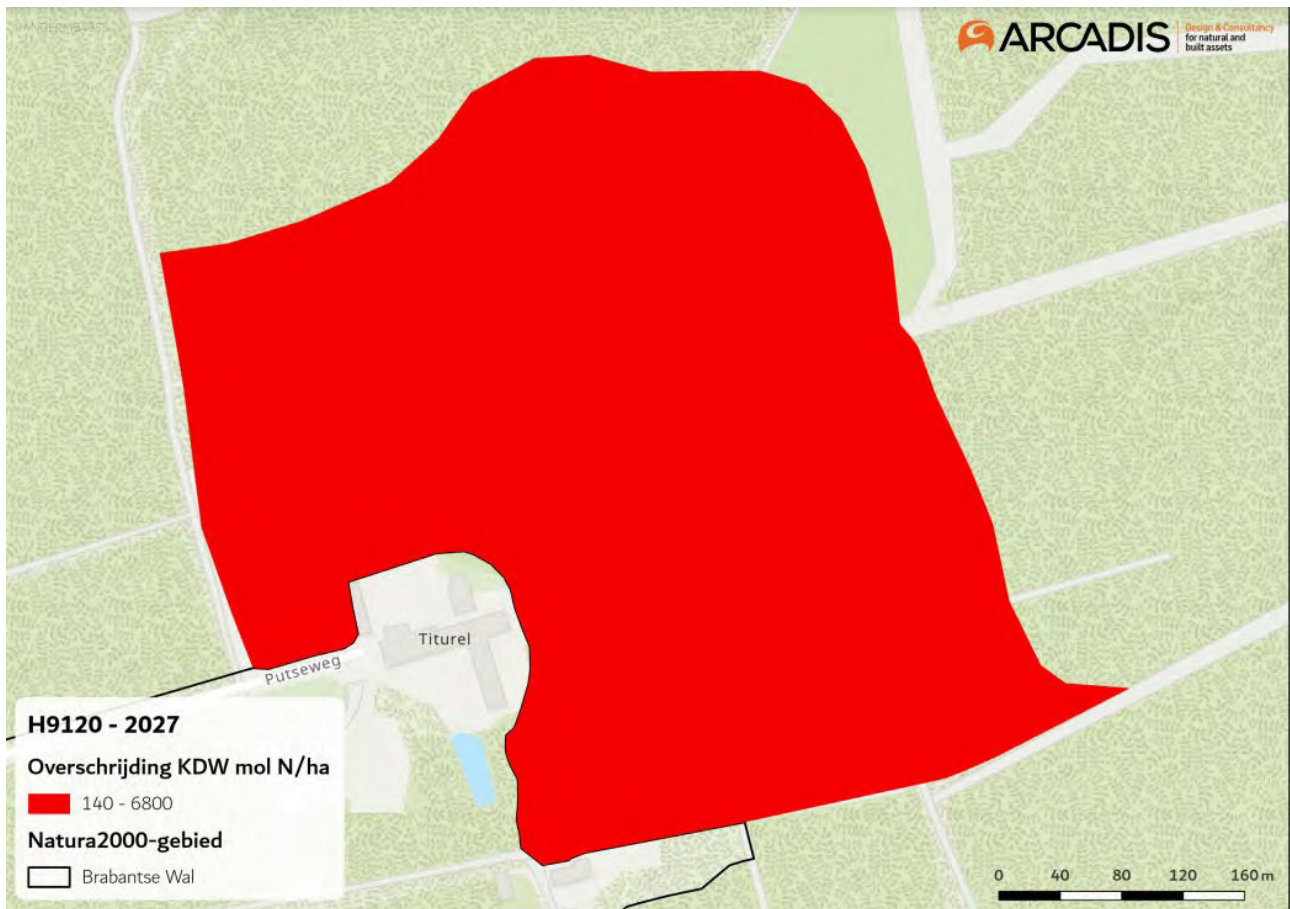 ARCADIS
Design & Consultancy
for natural and
built assets
Titurel
Putseweg
H9120 - 2027
Overschrijding KDW mol N/ha
140 - 6800
Natura2000-gebied
Brabantse Wal
0 40 80 120 160 m